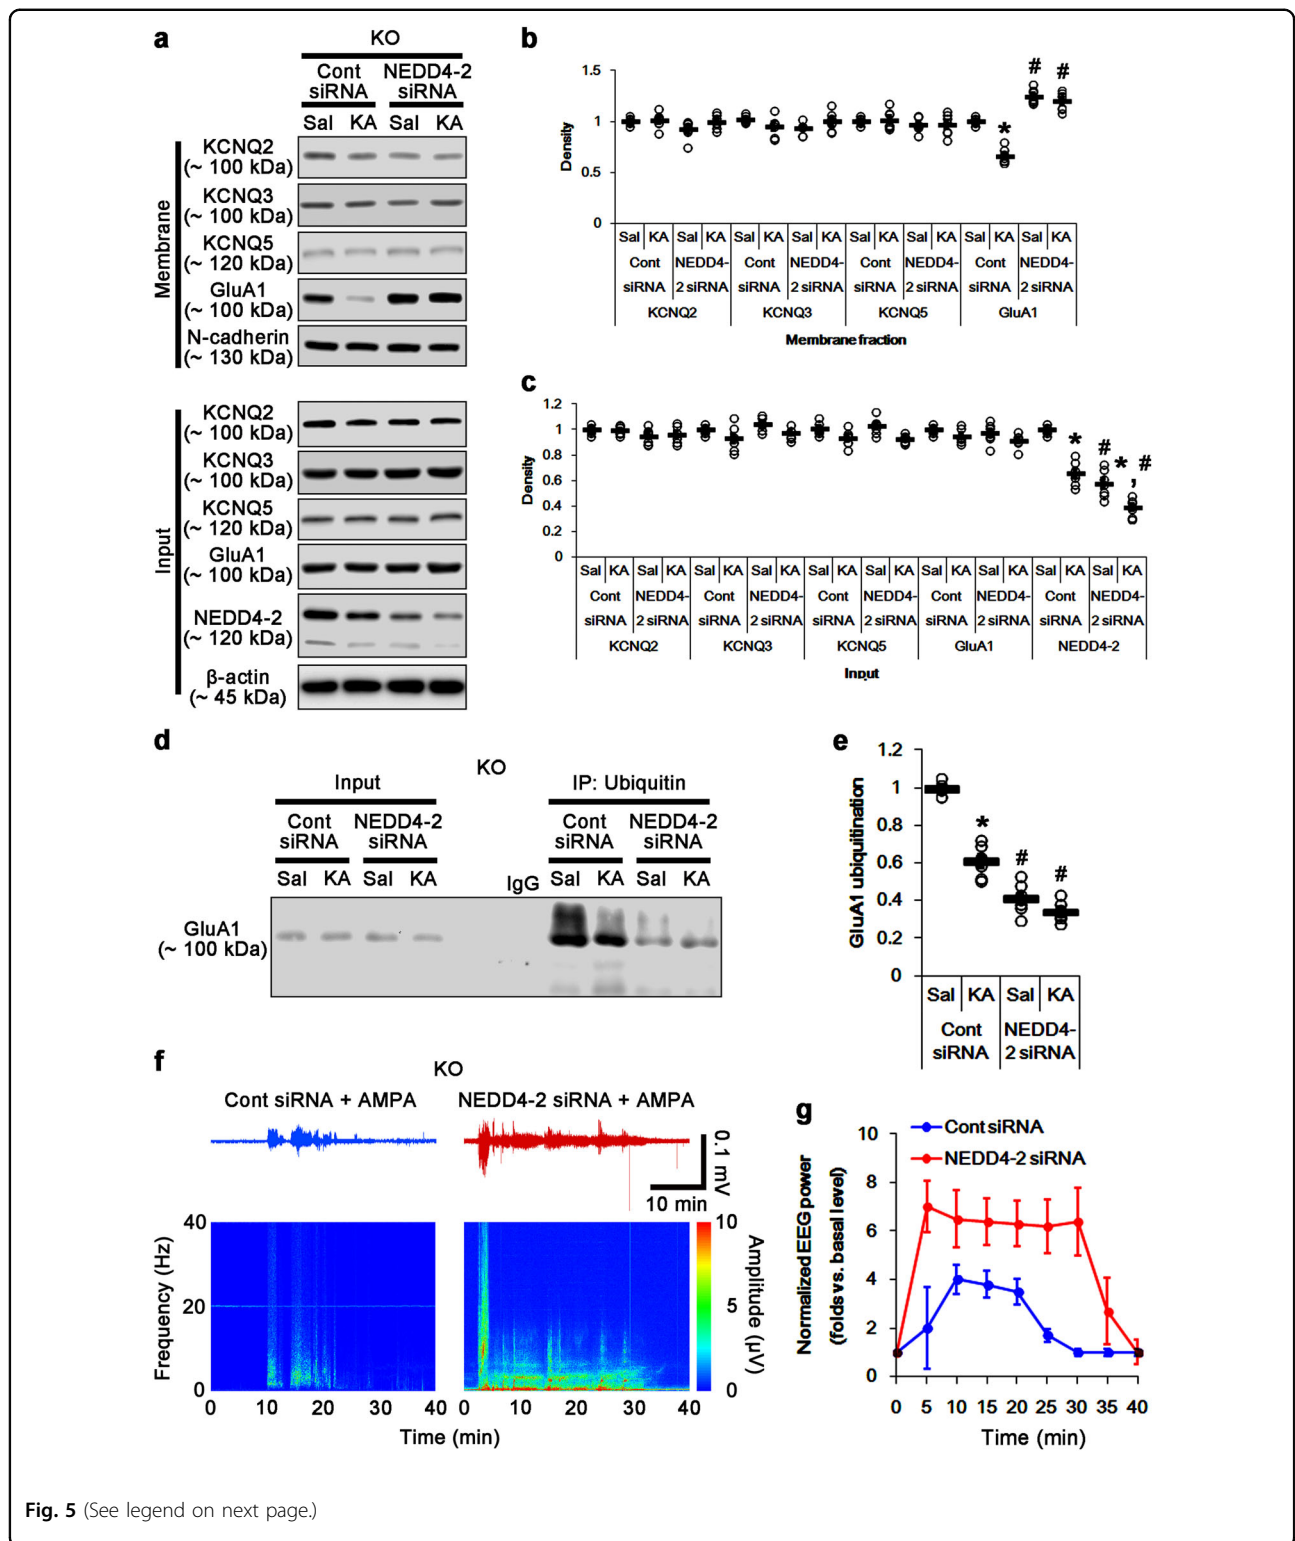 a
KO
Cont NEDD4-2
siRNA siRNA
Sal KA Sal KA
Membrane
KCNQ2
(~ 100 kDa)
KCNQ3
(~ 100 kDa)
KCNQ5
(~ 120 kDa)
GluA1
(~ 100 kDa)
N-cadherin
(~ 130 kDa)
Input
KCNQ2
(~ 100 kDa)
KCNQ3
(~ 100 kDa)
KCNQ5
(~ 120 kDa)
GluA1
(~ 100 kDa)
NEDD4-2
(~ 120 kDa)
β-actin
(~ 45 kDa)
b
Density
1.5
1
0.5
0
* # #
Sal KA Sal KA Sal KA Sal KA Sal KA Sal KA Sal KA Sal KA
Cont NEDD4- Cont NEDD4- Cont NEDD4- Cont NEDD4-
siRNA 2 siRNA siRNA 2 siRNA siRNA 2 siRNA siRNA 2 siRNA
KCNQ2 KCNQ3 KCNQ5 GluA1
Membrane fraction
c
Density
1.2
1
0.8
0.6
0.4
0.2
0
* # *, #
Sal KA Sal KA Sal KA Sal KA Sal KA Sal KA Sal KA Sal KA Sal KA Sal KA
Cont NEDD4- Cont NEDD4- Cont NEDD4- Cont NEDD4- Cont NEDD4-
siRNA 2 siRNA siRNA 2 siRNA siRNA 2 siRNA siRNA 2 siRNA siRNA 2 siRNA
KCNQ2 KCNQ3 KCNQ5 GluA1 NEDD4-2
Input
d
KO
Input IP: Ubiquitin
Cont NEDD4-2 Cont NEDD4-2
siRNA siRNA siRNA siRNA
Sal KA Sal KA IgG Sal KA Sal KA
GluA1
(~ 100 kDa)
e
GluA1 ubiquitination
1.2
1
0.8
0.6
0.4
0.2
0
* # #
Sal KA Sal KA
Cont NEDD4-
siRNA 2 siRNA
f
KO
Cont siRNA + AMPA NEDD4-2 siRNA + AMPA
0.1 mV
10 min
Frequency (Hz)
40
20
0
0 10 20 30 40 0 10 20 30 40
Time (min)
10
5
0
Amplitude (µV)
g
Cont siRNA
NEDD4-2 siRNA
Normalized EEG power
(folds vs. basal level)
10
8
6
4
2
0
0 5 10 15 20 25 30 35 40
Time (min)
Fig. 5 (See legend on next page.)